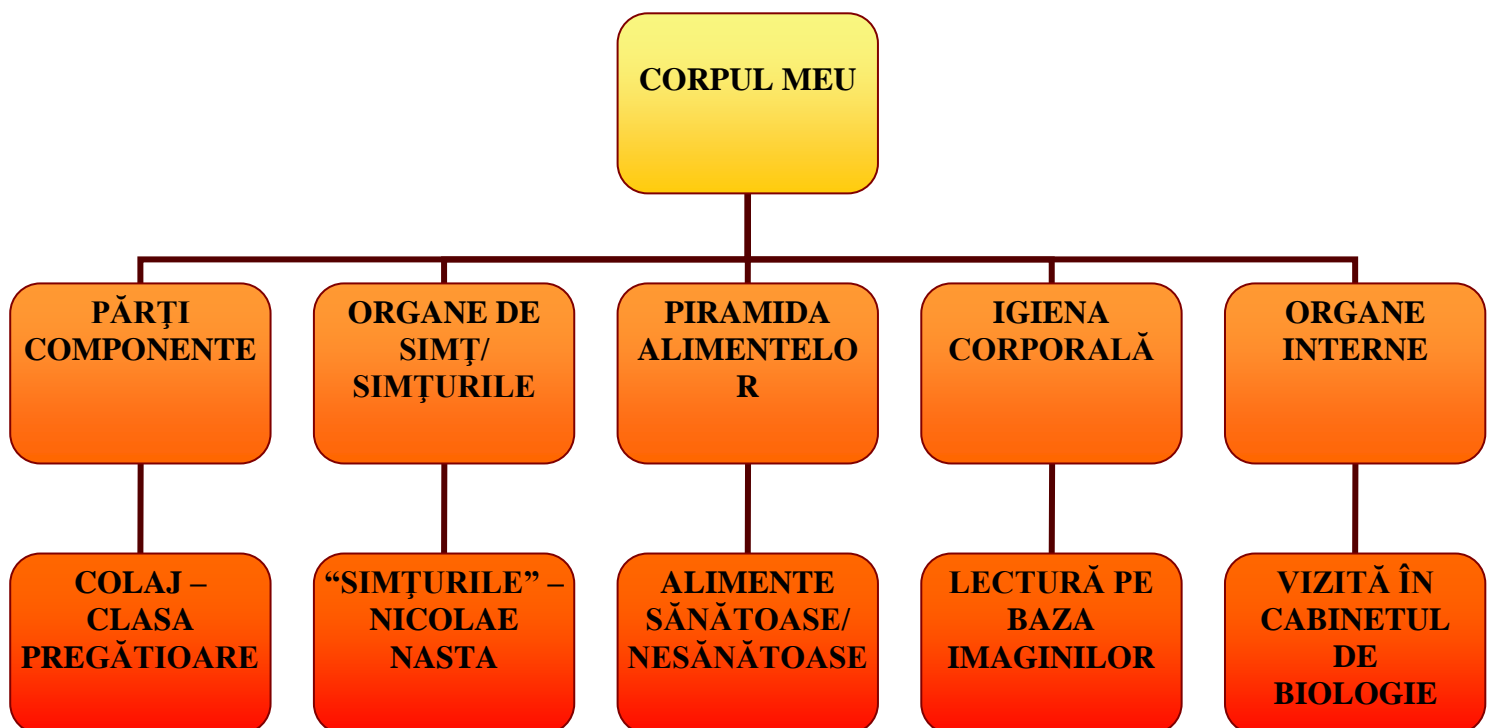 CORPUL MEU
PĂRŢI
COMPONENTE
ORGANE DE
SIMŢ/
SIMŢURILE
PIRAMIDA
ALIMENTELO
R
IGIENA
CORPORALĂ
ORGANE
INTERNE
COLAJ –
CLASA
PREGĂTIOARE
“SIMŢURILE” –
NICOLAE
NASTA
ALIMENTE
SĂNĂTOASE/
NESĂNĂTOASE
LECTURĂ PE
BAZA
IMAGINILOR
VIZITĂ ÎN
CABINETUL
DE
BIOLOGIE